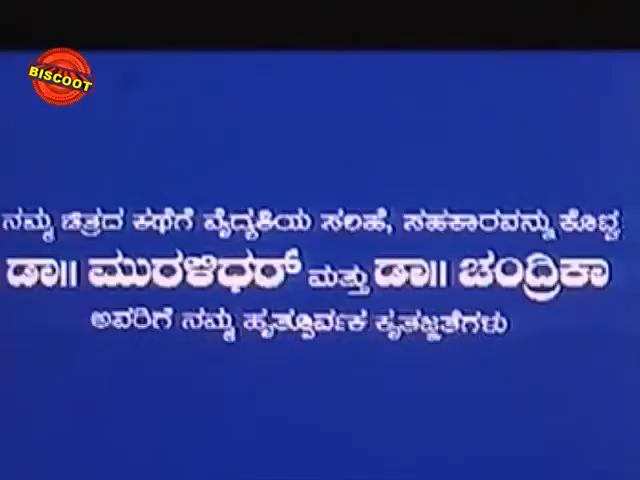 BISCOOT
ನಮ್ಮ ಚಿತ್ರದ ಕಥೆಗೆ ವೈದ್ಯಕೀಯ ಸಲಹೆ, ಸಹಕಾರವನ್ನು ಕೊಟ್ಟ
ಡಾ॥ ಮುರಳಿಧರ್ ಮತ್ತು ಡಾ॥ ಚಂದ್ರಿಕಾ
ಅವರಿಗೆ ನಮ್ಮ ಹೃತ್ಪೂರ್ವಕ ಕೃತಜ್ಞತೆಗಳು